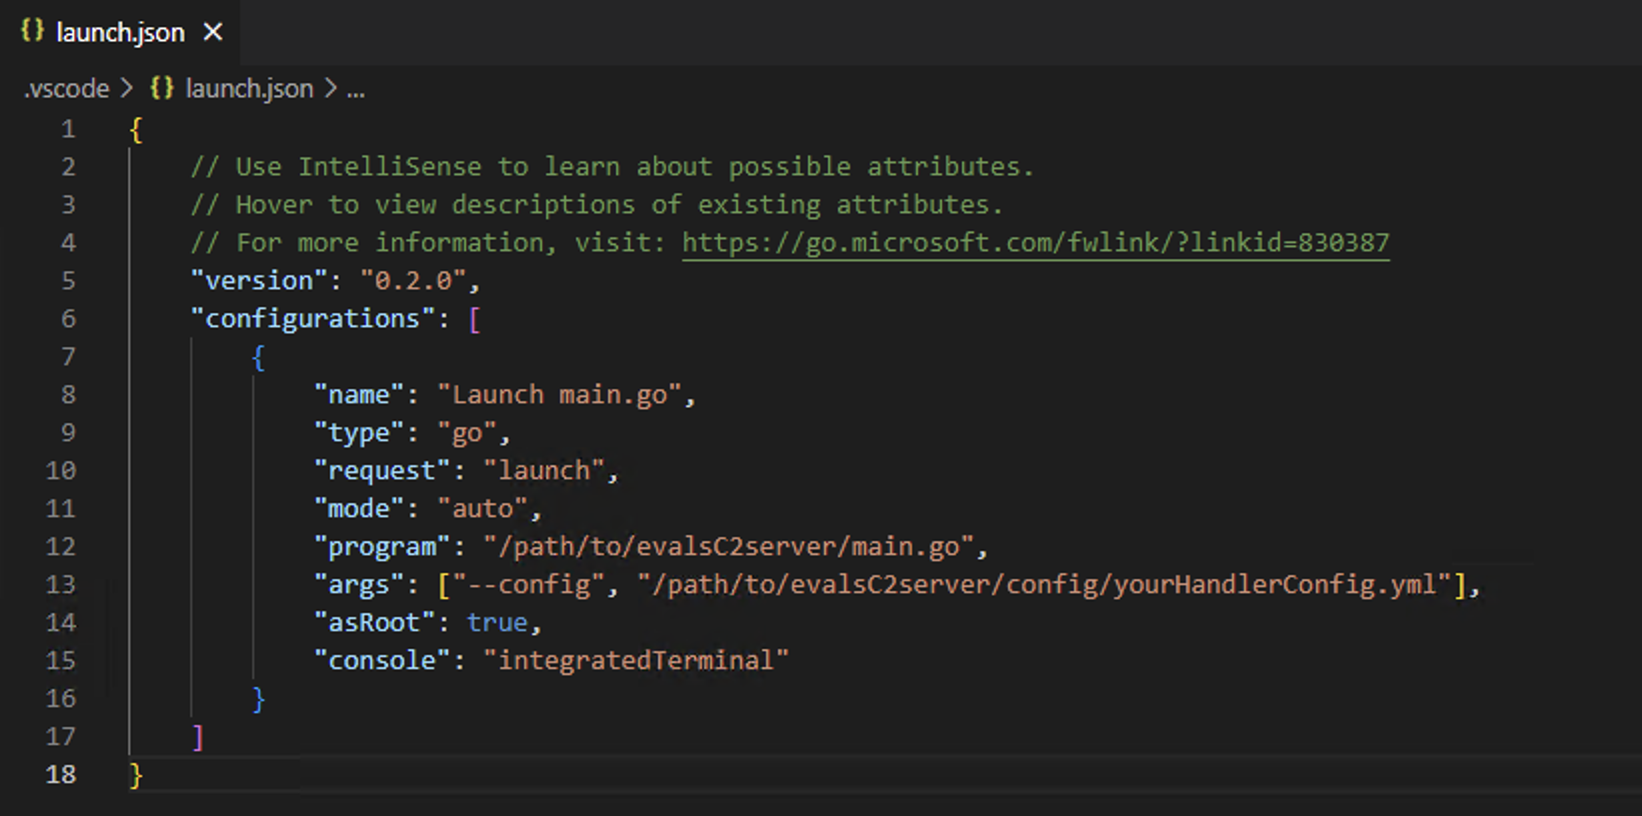 {} launch.json ×
.vscode > {} launch.json > ...
1 {
2 // Use IntelliSense to learn about possible attributes.
3 // Hover to view descriptions of existing attributes.
4 // For more information, visit: https://go.microsoft.com/fwlink/?linkid=830387
5 "version": "0.2.0",
6 "configurations": [
7 {
8 "name": "Launch main.go",
9 "type": "go",
10 "request": "launch",
11 "mode": "auto",
12 "program": "/path/to/evalsC2server/main.go",
13 "args": ["--config", "/path/to/evalsC2server/config/yourHandlerConfig.yml"],
14 "asRoot": true,
15 "console": "integratedTerminal"
16 }
17 ]
18 }